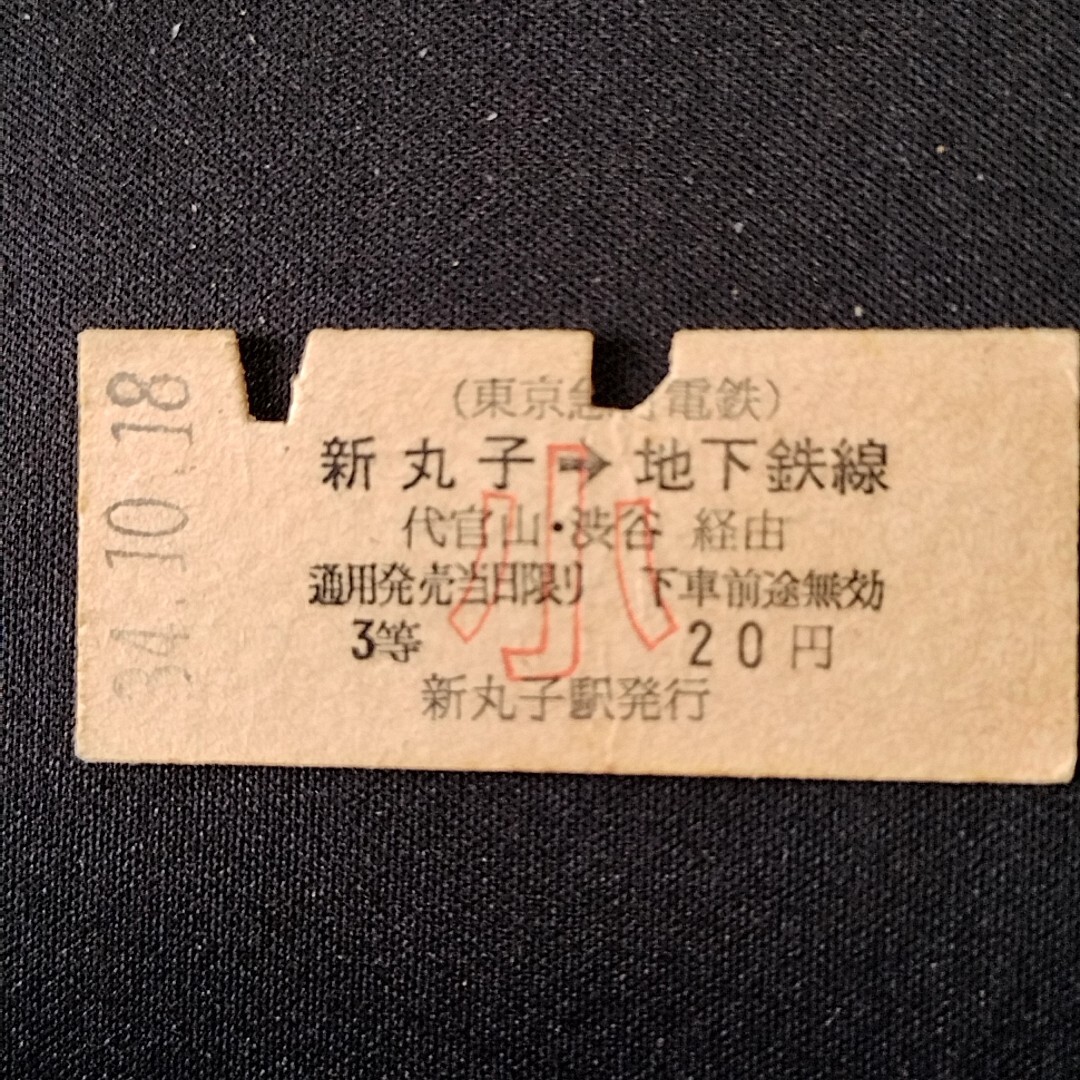 34.10.18
(東京急行電鉄)
新丸子→地下鉄線
代官山・渋谷 経由
通用発売当日限り 下車前途無効
3等 20円
新丸子駅発行
小